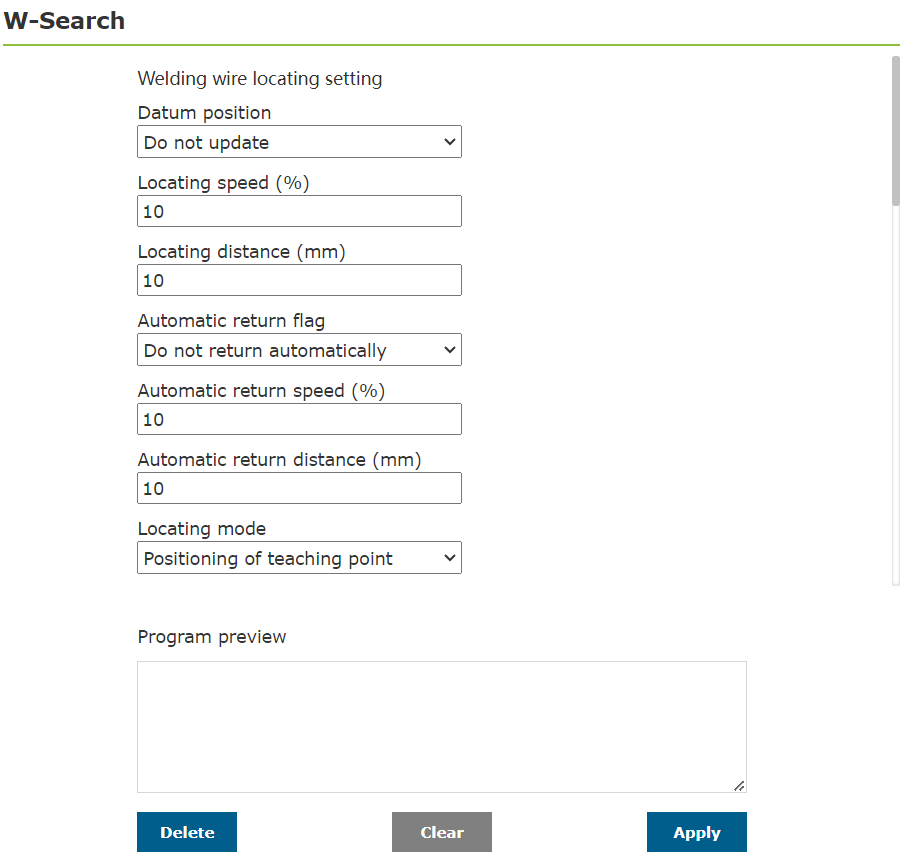 W-Search
Welding wire locating setting
Datum position
Do not update
Locating speed (%)
10
Locating distance (mm)
10
Automatic return flag
Do not return automatically
Automatic return speed (%)
10
Automatic return distance (mm)
10
Locating mode
Positioning of teaching point
Program preview
Delete Clear Apply